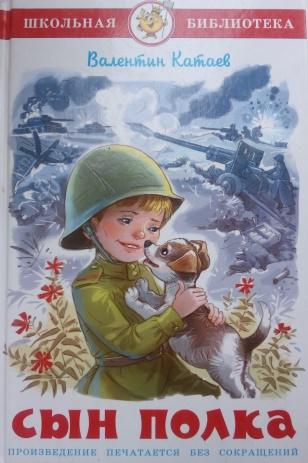 ШКОЛЬНАЯ БИБЛИОТЕКА
Валентин Катаев
СЫН ПОЛКА
ПРОИЗВЕДЕНИЕ ПЕЧАТАЕТСЯ БЕЗ СОКРАЩЕНИЙ